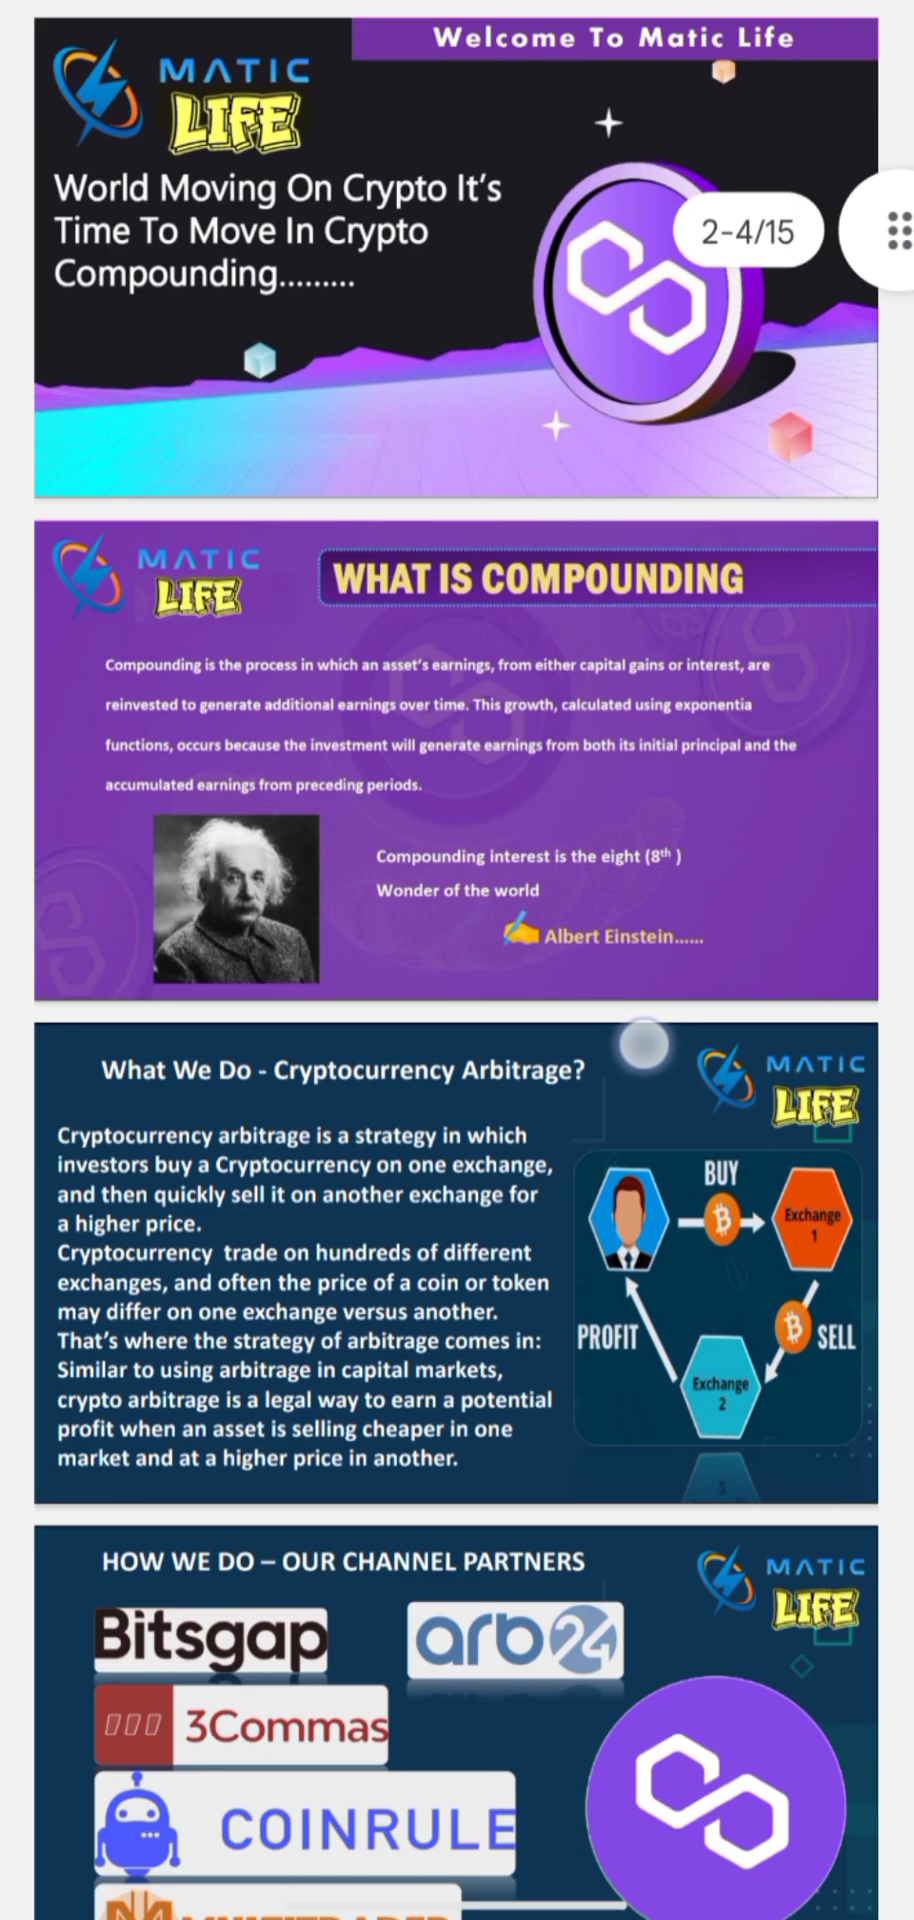 Welcome To Matic Life
MATIC
LIFE
World Moving On Crypto It's
Time To Move In Crypto
Compounding.........
2-4/15
MATIC
LIFE
WHAT IS COMPOUNDING
Compounding is the process in which an asset's earnings, from either capital gains or interest, are
reinvested to generate additional earnings over time. This growth, calculated using exponentia
functions, occurs because the investment will generate earnings from both its initial principal and the
accumulated earnings from preceding periods.
Compounding interest is the eight (8th )
Wonder of the world
Albert Einstein......
What We Do - Cryptocurrency Arbitrage?
MATIC
LIFE
Cryptocurrency arbitrage is a strategy in which
investors buy a Cryptocurrency on one exchange,
and then quickly sell it on another exchange for
a higher price.
Cryptocurrency  trade on hundreds of different
exchanges, and often the price of a coin or token
may differ on one exchange versus another.
That's where the strategy of arbitrage comes in:
Similar to using arbitrage in capital markets,
crypto arbitrage is a legal way to earn a potential
profit when an asset is selling cheaper in one
market and at a higher price in another.
BUY
Exchange
1
PROFIT
SELL
Exchange
2
HOW WE DO – OUR CHANNEL PARTNERS
MATIC
LIFE
Bitsgap
arb24
3Commas
COINRULE